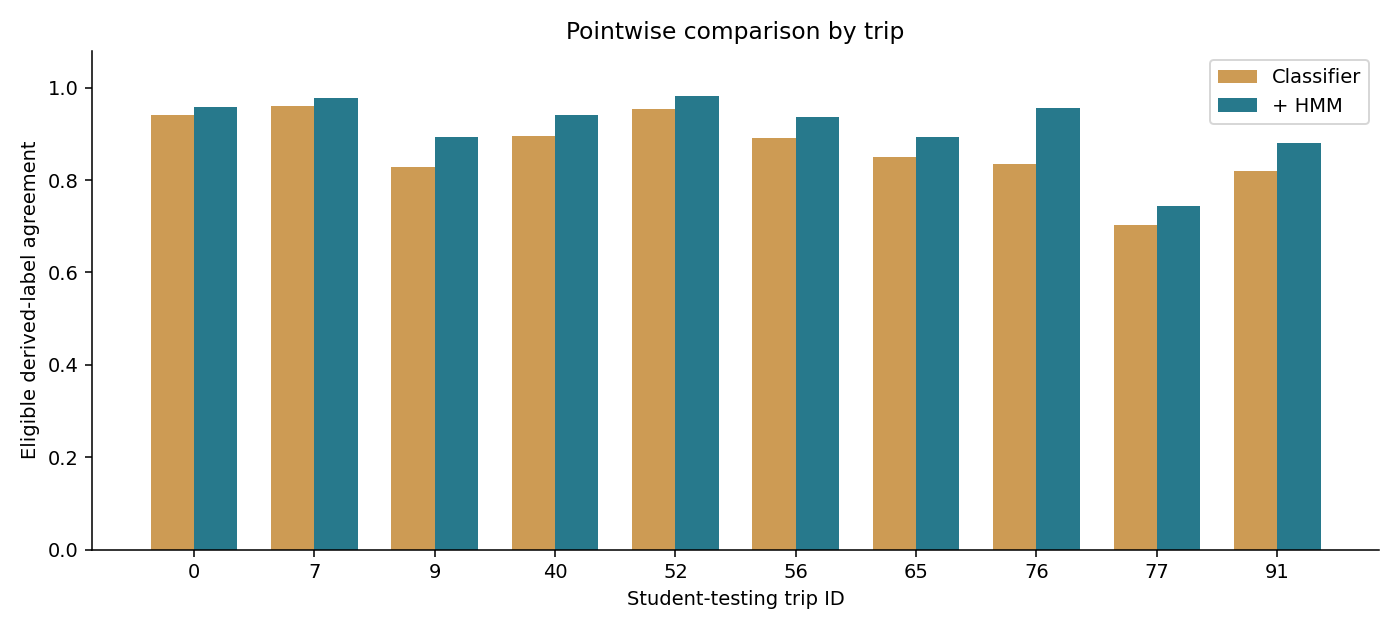 Pointwise comparison by trip
Classifier
+ HMM
Eligible derived-label agreement
1.0
0.8
0.6
0.4
0.2
0.0
0 7 9 40 52 56 65 76 77 91
Student-testing trip ID